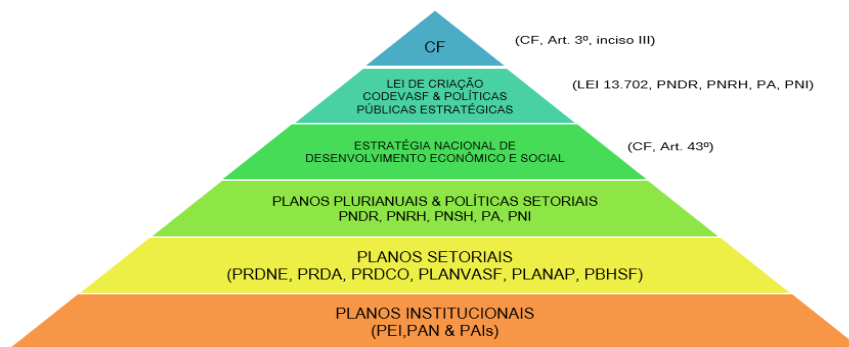 CF
(CF, Art. 3º, inciso III)
LEI DE CRIAÇÃO
CODEVASF & POLÍTICAS
PÚBLICAS ESTRATÉGICAS
(LEI 13.702, PNDR, PNRH, PA, PNI)
ESTRATÉGIA NACIONAL DE
DESENVOLVIMENTO ECONÔMICO E SOCIAL
(CF, Art. 43º)
PLANOS PLURIANUAIS & POLÍTICAS SETORIAIS
PNDR, PNRH, PNSH, PA, PNI
PLANOS SETORIAIS
(PRDNE, PRDA, PRDCO, PLANVASF, PLANAP, PBHSF)
PLANOS INSTITUCIONAIS
(PEI,PAN & PAIs)